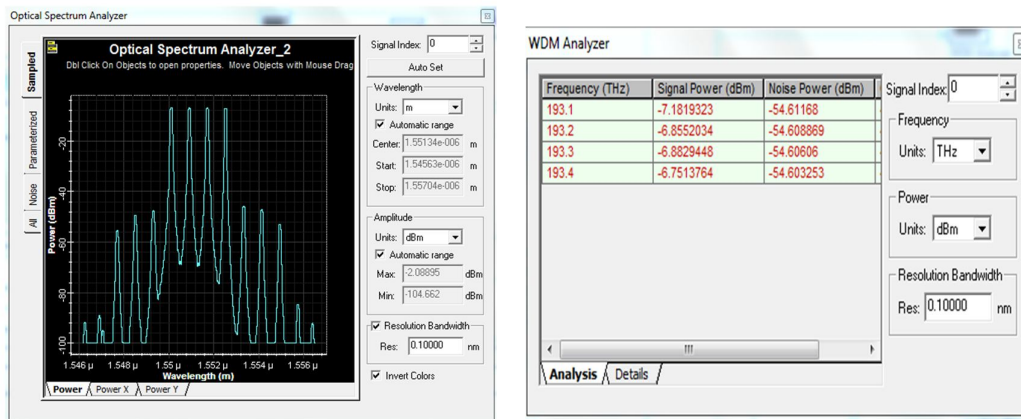 Optical Spectrum Analyzer
Optical Spectrum Analyzer_2
Dbl Click On Objects to open properties. Move Objects with Mouse Drag
Sampled
Parameterized
Noise
All
Power (dBm)
-20
-40
-60
-80
-100
1.546 µ 1.548 µ 1.55 µ 1.552 µ 1.554 µ 1.556 µ
Wavelength (m)
Power Power X Power Y
Signal Index: 0
Auto Set
Wavelength
Units: m
Automatic range
Center: 1.55134e-006 m
Start: 1.54563e-006 m
Stop: 1.55704e-006 m
Amplitude
Units: dBm
Automatic range
Max: -2.08895 dBm
Min: -104.662 dBm
Resolution Bandwidth
Res: 0.10000 nm
Invert Colors
WDM Analyzer
Frequency (THz) Signal Power (dBm) Noise Power (dBm)
193.1 -7.1819323 -54.61168
193.2 -6.8552034 -54.608869
193.3 -6.8829448 -54.60606
193.4 -6.7513764 -54.603253
Analysis Details
Signal Index: 0
Frequency
Units: THz
Power
Units: dBm
Resolution Bandwidth
Res: 0.10000 nm